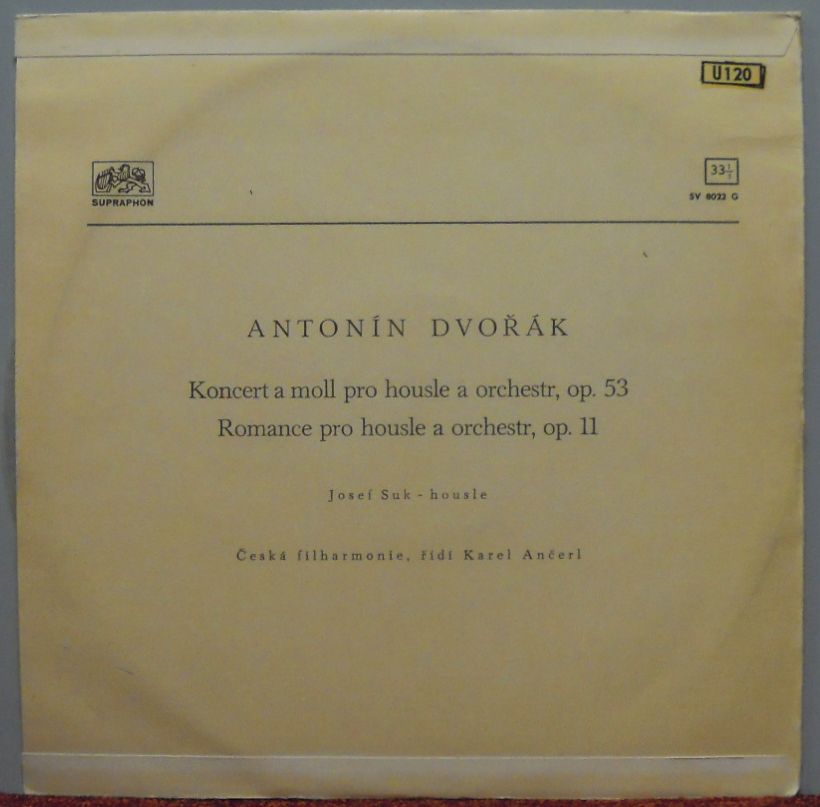 U120
SUPRAPHON
33⅓
SV 8022 G
ANTONÍN DVOŘÁK
Koncert a moll pro housle a orchestr, op. 53
Romance pro housle a orchestr, op. 11
Josef Suk - housle
Česká filharmonie, řídí Karel Ančerl